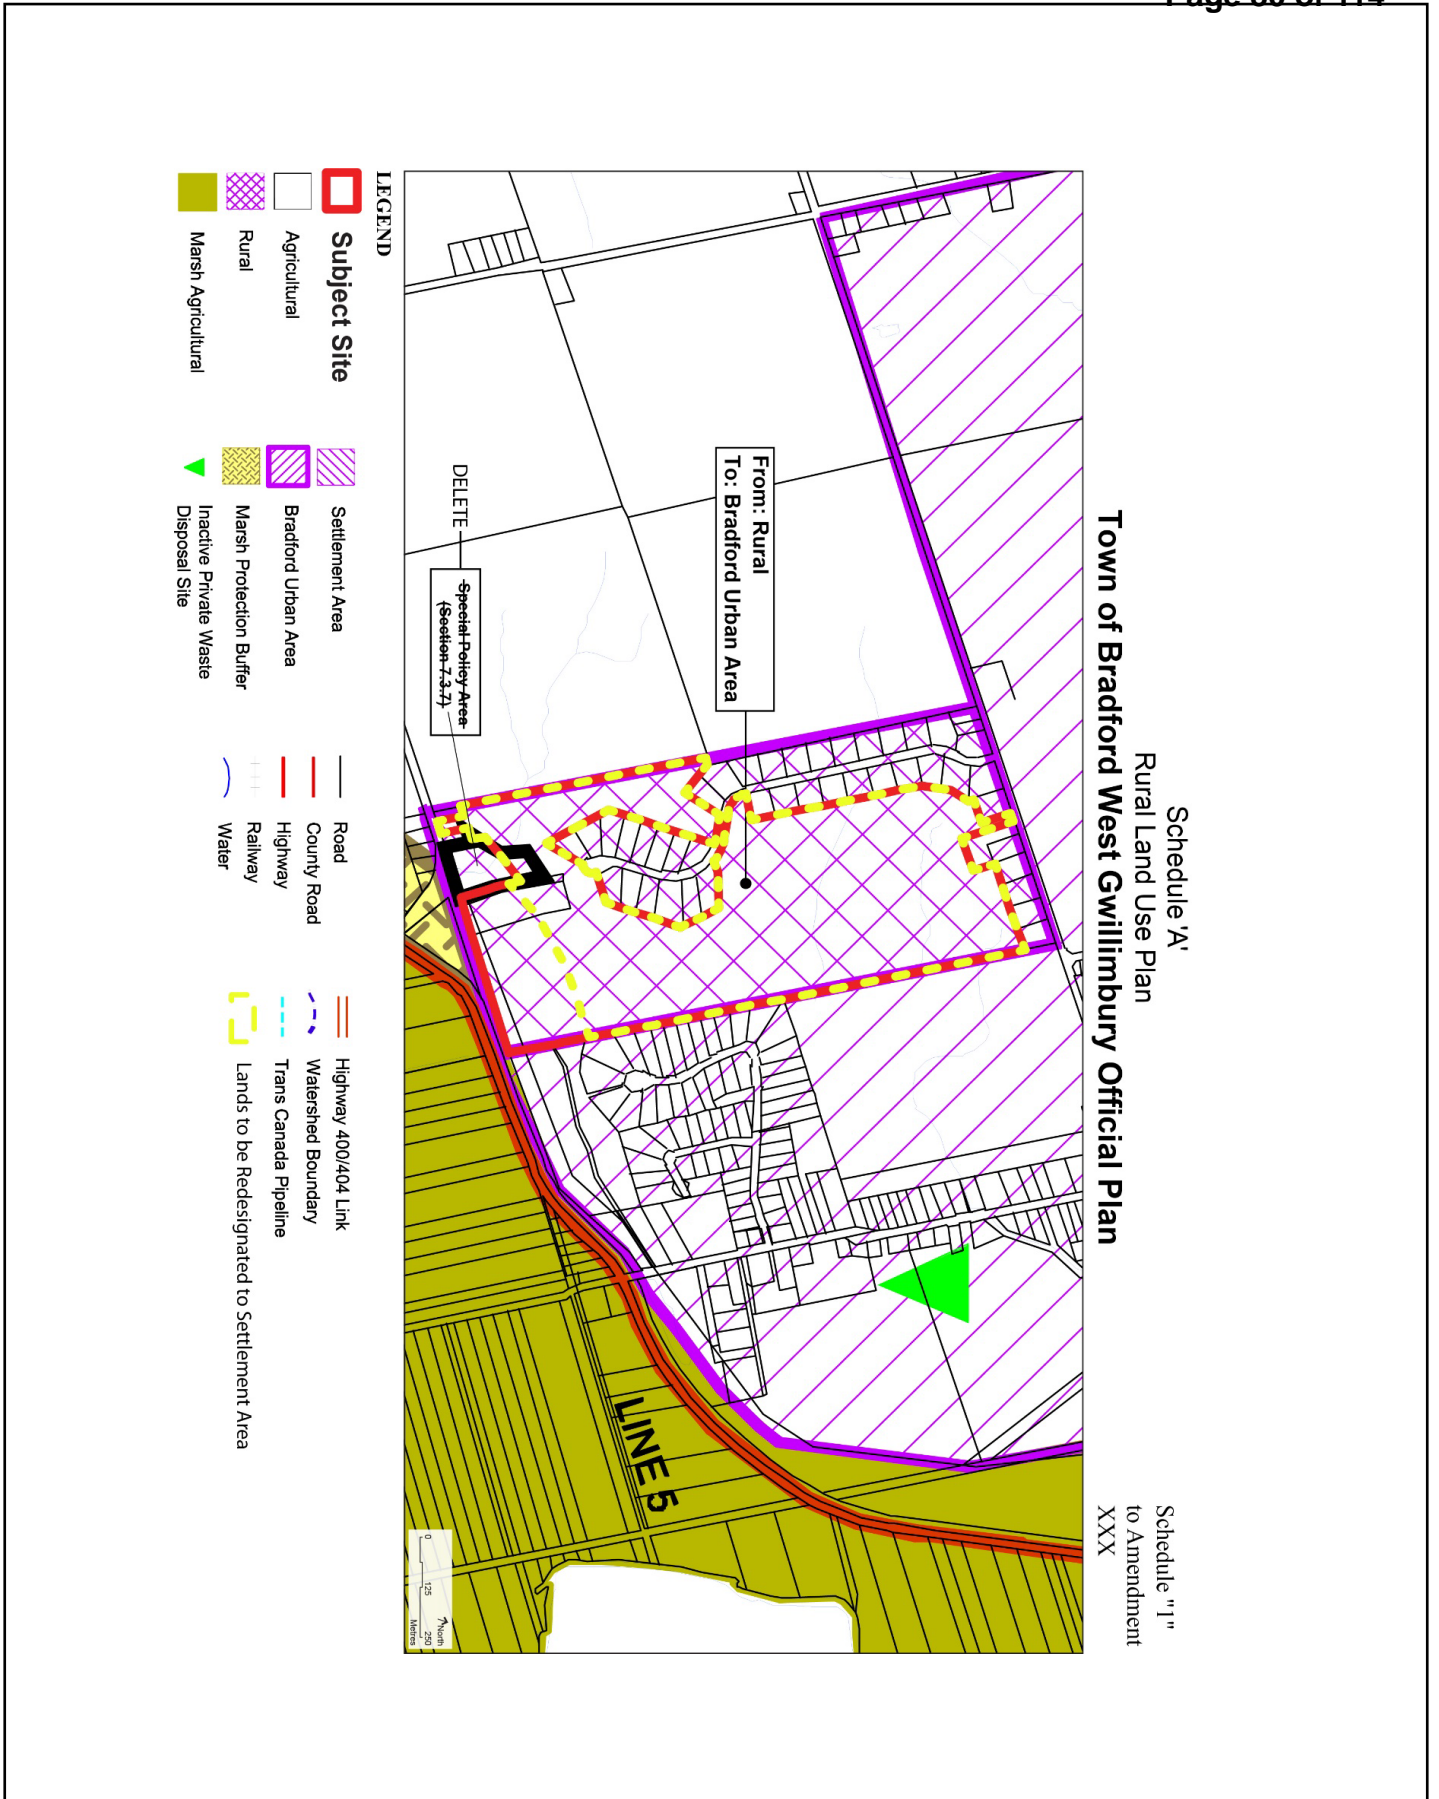 Schedule 'A'
Rural Land Use Plan
Town of Bradford West Gwillimbury Official Plan
Schedule "1"
to Amendment
XXX
From: Rural
To: Bradford Urban Area
DELETE
Special Policy Area
(Section 7.3.7)
LINE 5
0 125 250
North
Metres
LEGEND
Subject Site
Agricultural
Rural
Marsh Agricultural
Settlement Area
Bradford Urban Area
Marsh Protection Buffer
Inactive Private Waste
Disposal Site
Road
County Road
Highway
Railway
Water
Highway 400/404 Link
Watershed Boundary
Trans Canada Pipeline
Lands to be Redesignated to Settlement Area